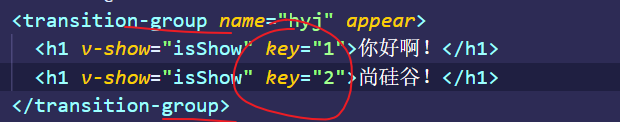 <transition-group name="hyj" appear>
<h1 v-show="isShow" key="1">你好啊！</h1>
<h1 v-show="isShow" key="2">尚硅谷！</h1>
</transition-group>